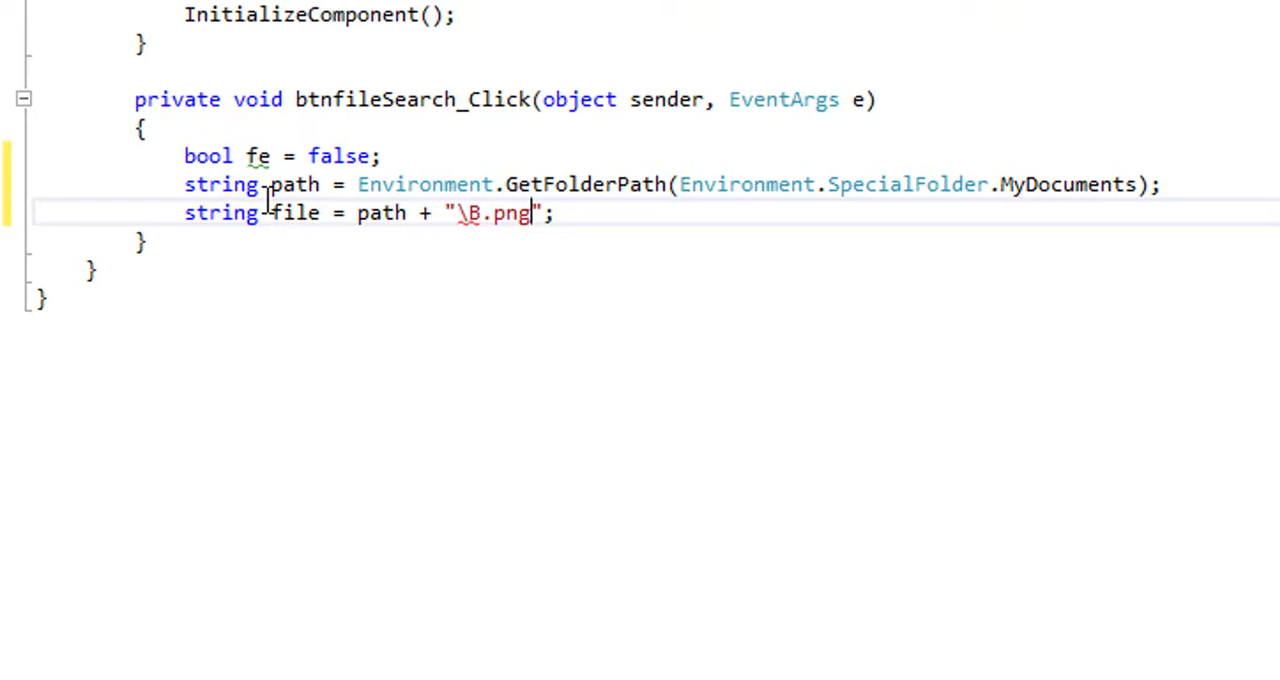 InitializeComponent();
}
private void btnfileSearch_Click(object sender, EventArgs e)
{
bool fe = false;
string path = Environment.GetFolderPath(Environment.SpecialFolder.MyDocuments);
string file = path + "\B.png";
}
}
}